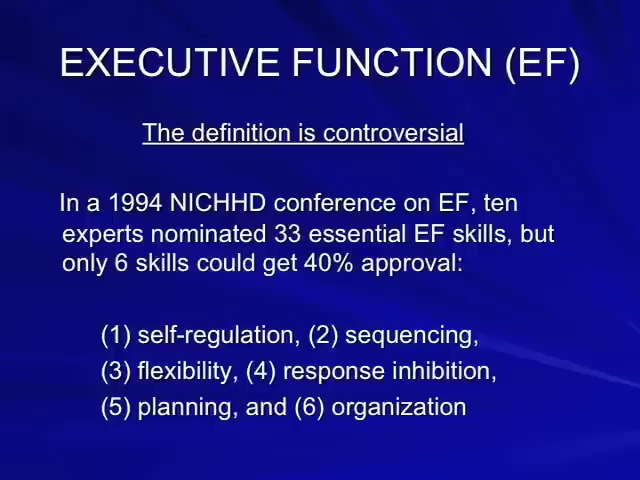 EXECUTIVE FUNCTION (EF)
The definition is controversial
In a 1994 NICHHD conference on EF, ten
experts nominated 33 essential EF skills, but
only 6 skills could get 40% approval:
(1) self-regulation, (2) sequencing,
(3) flexibility, (4) response inhibition,
(5) planning, and (6) organization